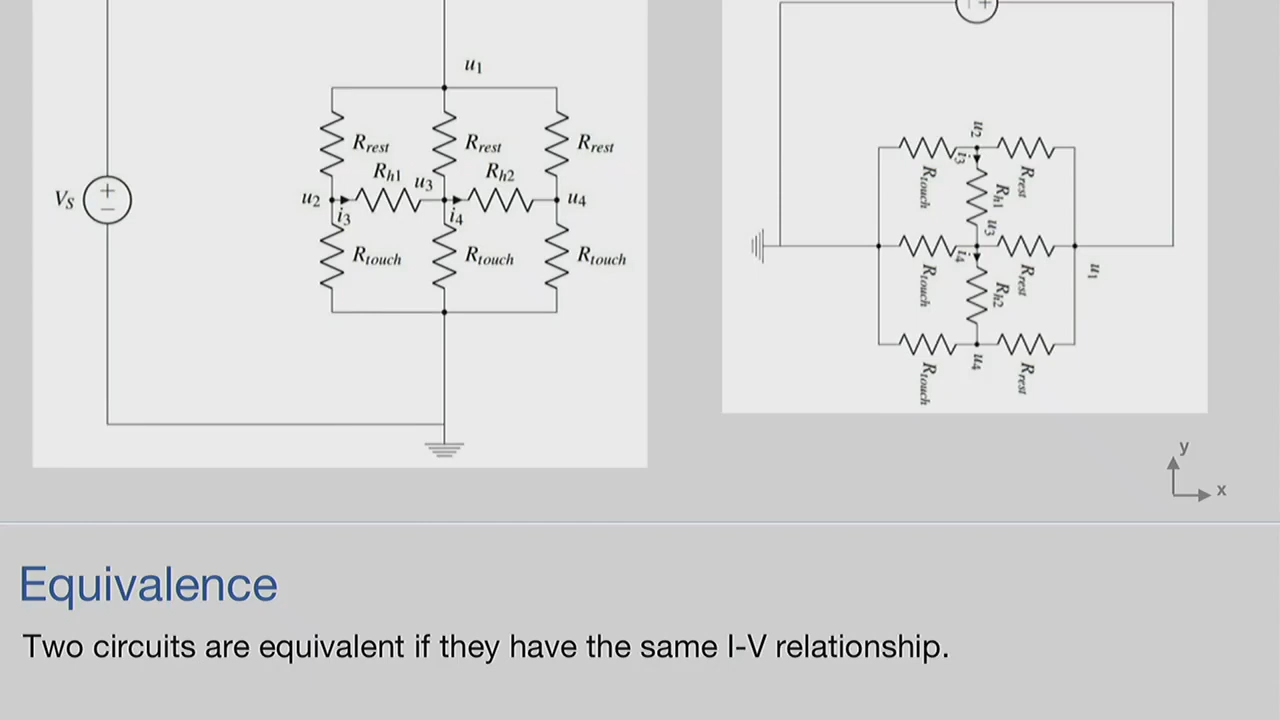 u1
Rrest Rrest Rrest
Rh1 Rh2
u3
VS u2 u4
i3 i4
Rtouch Rtouch Rtouch
u2
i3
Rtouch Rh1 Rrest
u3
i4
Rtouch Rh2 Rrest u1
u4
Rtouch Rrest
y
x
Equivalence
Two circuits are equivalent if they have the same I-V relationship.